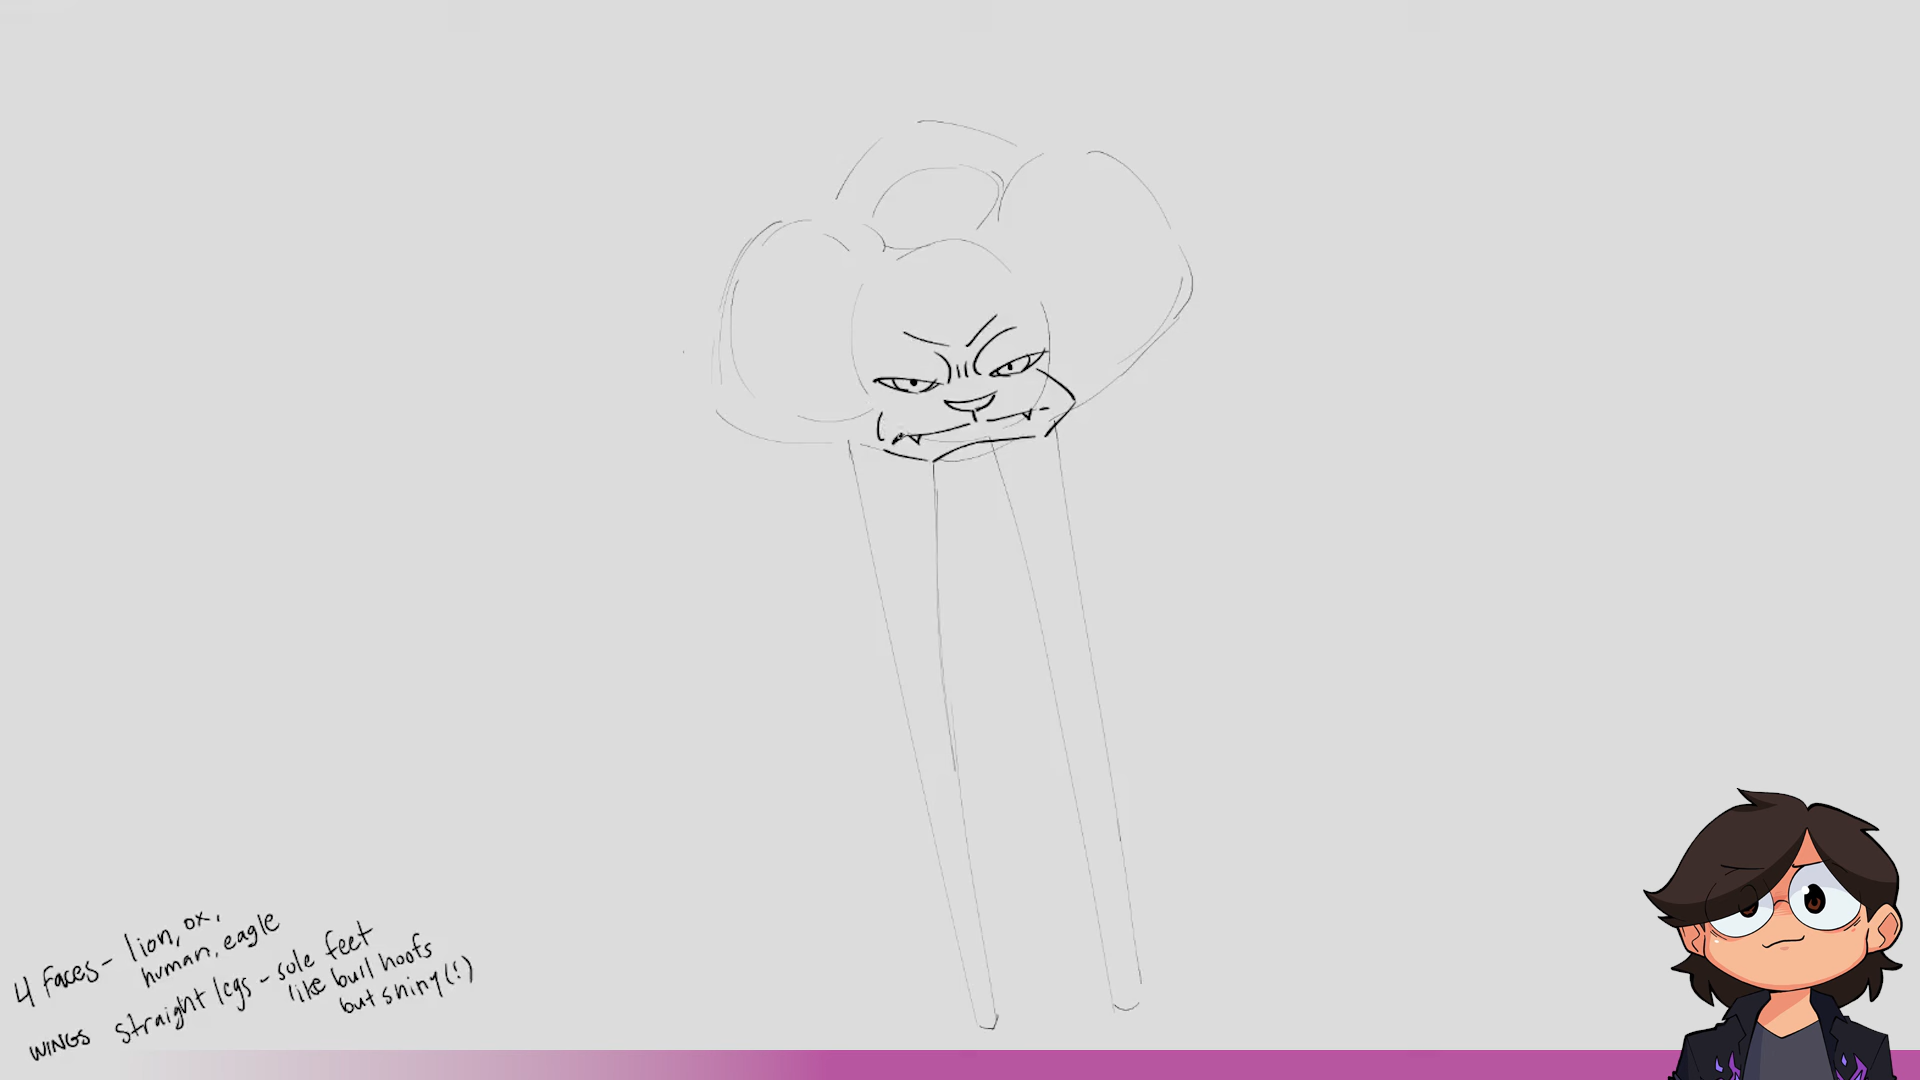 4 faces - lion, ox,
human, eagle
straight legs - sole feet
like bull hoofs
but shiny (!)
WINGS